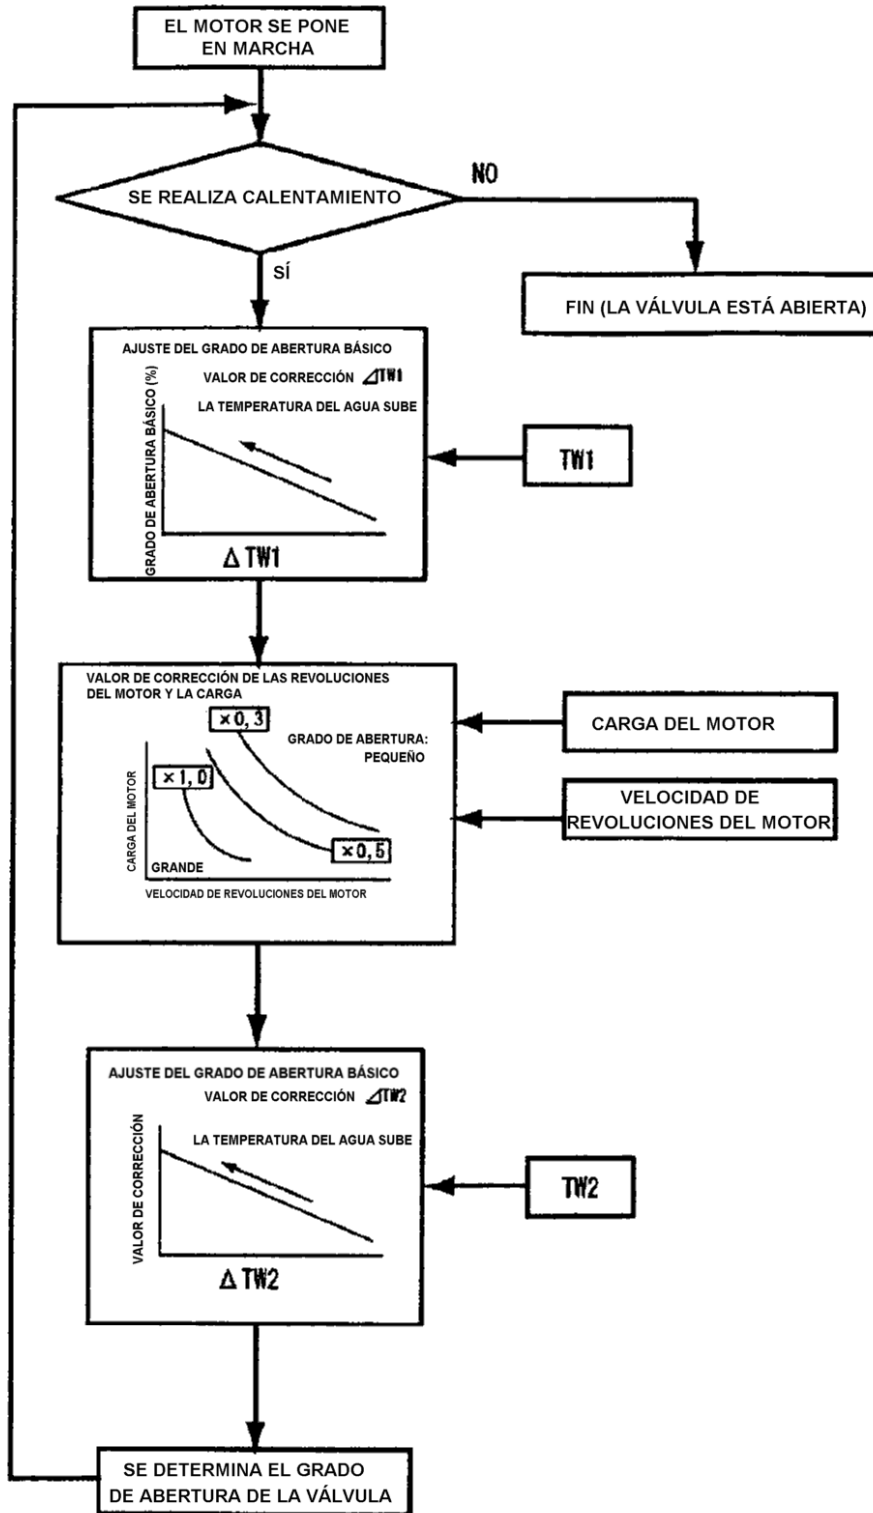 EL MOTOR SE PONE
EN MARCHA
SE REALIZA CALENTAMIENTO
NO
SÍ
FIN (LA VÁLVULA ESTÁ ABIERTA)
AJUSTE DEL GRADO DE ABERTURA BÁSICO
VALOR DE CORRECCIÓN ⊿TW1
LA TEMPERATURA DEL AGUA SUBE
GRADO DE ABERTURA BÁSICO (%)
Δ TW1
TW1
VALOR DE CORRECCIÓN DE LAS REVOLUCIONES
DEL MOTOR Y LA CARGA
×0,3
GRADO DE ABERTURA:
PEQUEÑO
×1,0
×0,5
CARGA DEL MOTOR
GRANDE
VELOCIDAD DE REVOLUCIONES DEL MOTOR
CARGA DEL MOTOR
VELOCIDAD DE
REVOLUCIONES DEL MOTOR
AJUSTE DEL GRADO DE ABERTURA BÁSICO
VALOR DE CORRECCIÓN ⊿TW2
LA TEMPERATURA DEL AGUA SUBE
VALOR DE CORRECCIÓN
Δ TW2
TW2
SE DETERMINA EL GRADO
DE ABERTURA DE LA VÁLVULA